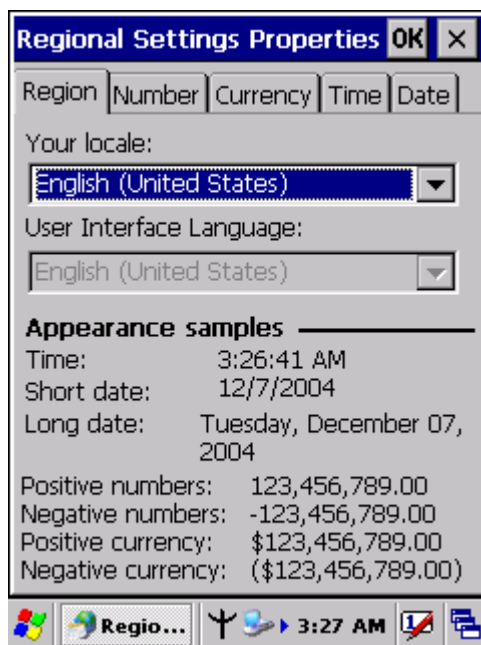 Regional Settings Properties OK ×
Region Number Currency Time Date
Your locale:
English (United States)
User Interface Language:
English (United States)
Appearance samples
Time: 3:26:41 AM
Short date: 12/7/2004
Long date: Tuesday, December 07,
2004
Positive numbers: 123,456,789.00
Negative numbers: -123,456,789.00
Positive currency: $123,456,789.00
Negative currency: ($123,456,789.00)
Regio... 3:27 AM